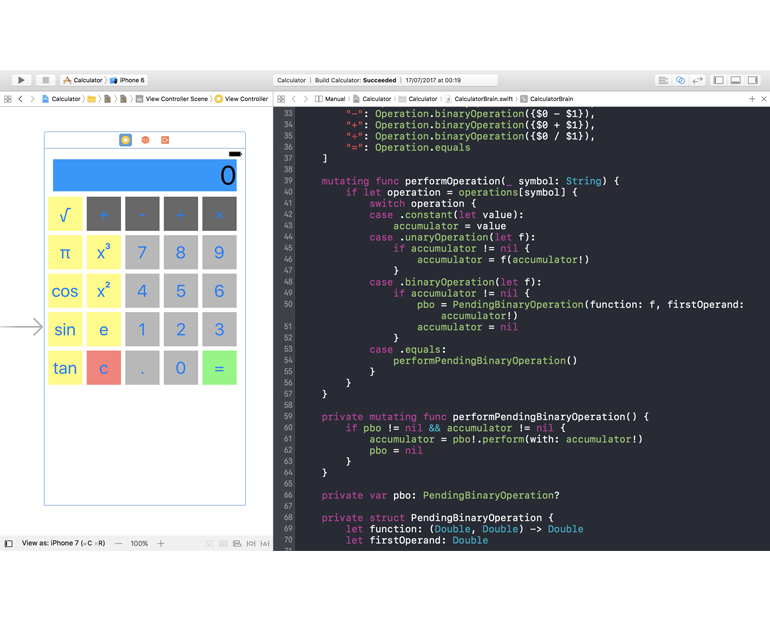 Calculator iPhone 6
Calculator | Build Calculator: Succeeded | 17/07/2017 at 00:19
Calculator View Controller Scene View Controller
Manual Calculator Calculator CalculatorBrain.swift CalculatorBrain
0
√ + - ÷ ×
π x³ 7 8 9
cos x² 4 5 6
sin e 1 2 3
tan c . 0 =
View as: iPhone 7 (wC hR) — 100% +
33 "−": Operation.binaryOperation({$0 - $1}),
34 "+": Operation.binaryOperation({$0 + $1}),
35 "÷": Operation.binaryOperation({$0 / $1}),
36 "=": Operation.equals
37 ]
38
39 mutating func performOperation(_ symbol: String) {
40 if let operation = operations[symbol] {
41 switch operation {
42 case .constant(let value):
43 accumulator = value
44 case .unaryOperation(let f):
45 if accumulator != nil {
46 accumulator = f(accumulator!)
47 }
48 case .binaryOperation(let f):
49 if accumulator != nil {
50 pbo = PendingBinaryOperation(function: f, firstOperand:
accumulator!)
51 accumulator = nil
52 }
53 case .equals:
54 performPendingBinaryOperation()
55 }
56 }
57 }
58
59 private mutating func performPendingBinaryOperation() {
60 if pbo != nil && accumulator != nil {
61 accumulator = pbo!.perform(with: accumulator!)
62 pbo = nil
63 }
64 }
65
66 private var pbo: PendingBinaryOperation?
67
68 private struct PendingBinaryOperation {
69 let function: (Double, Double) -> Double
70 let firstOperand: Double